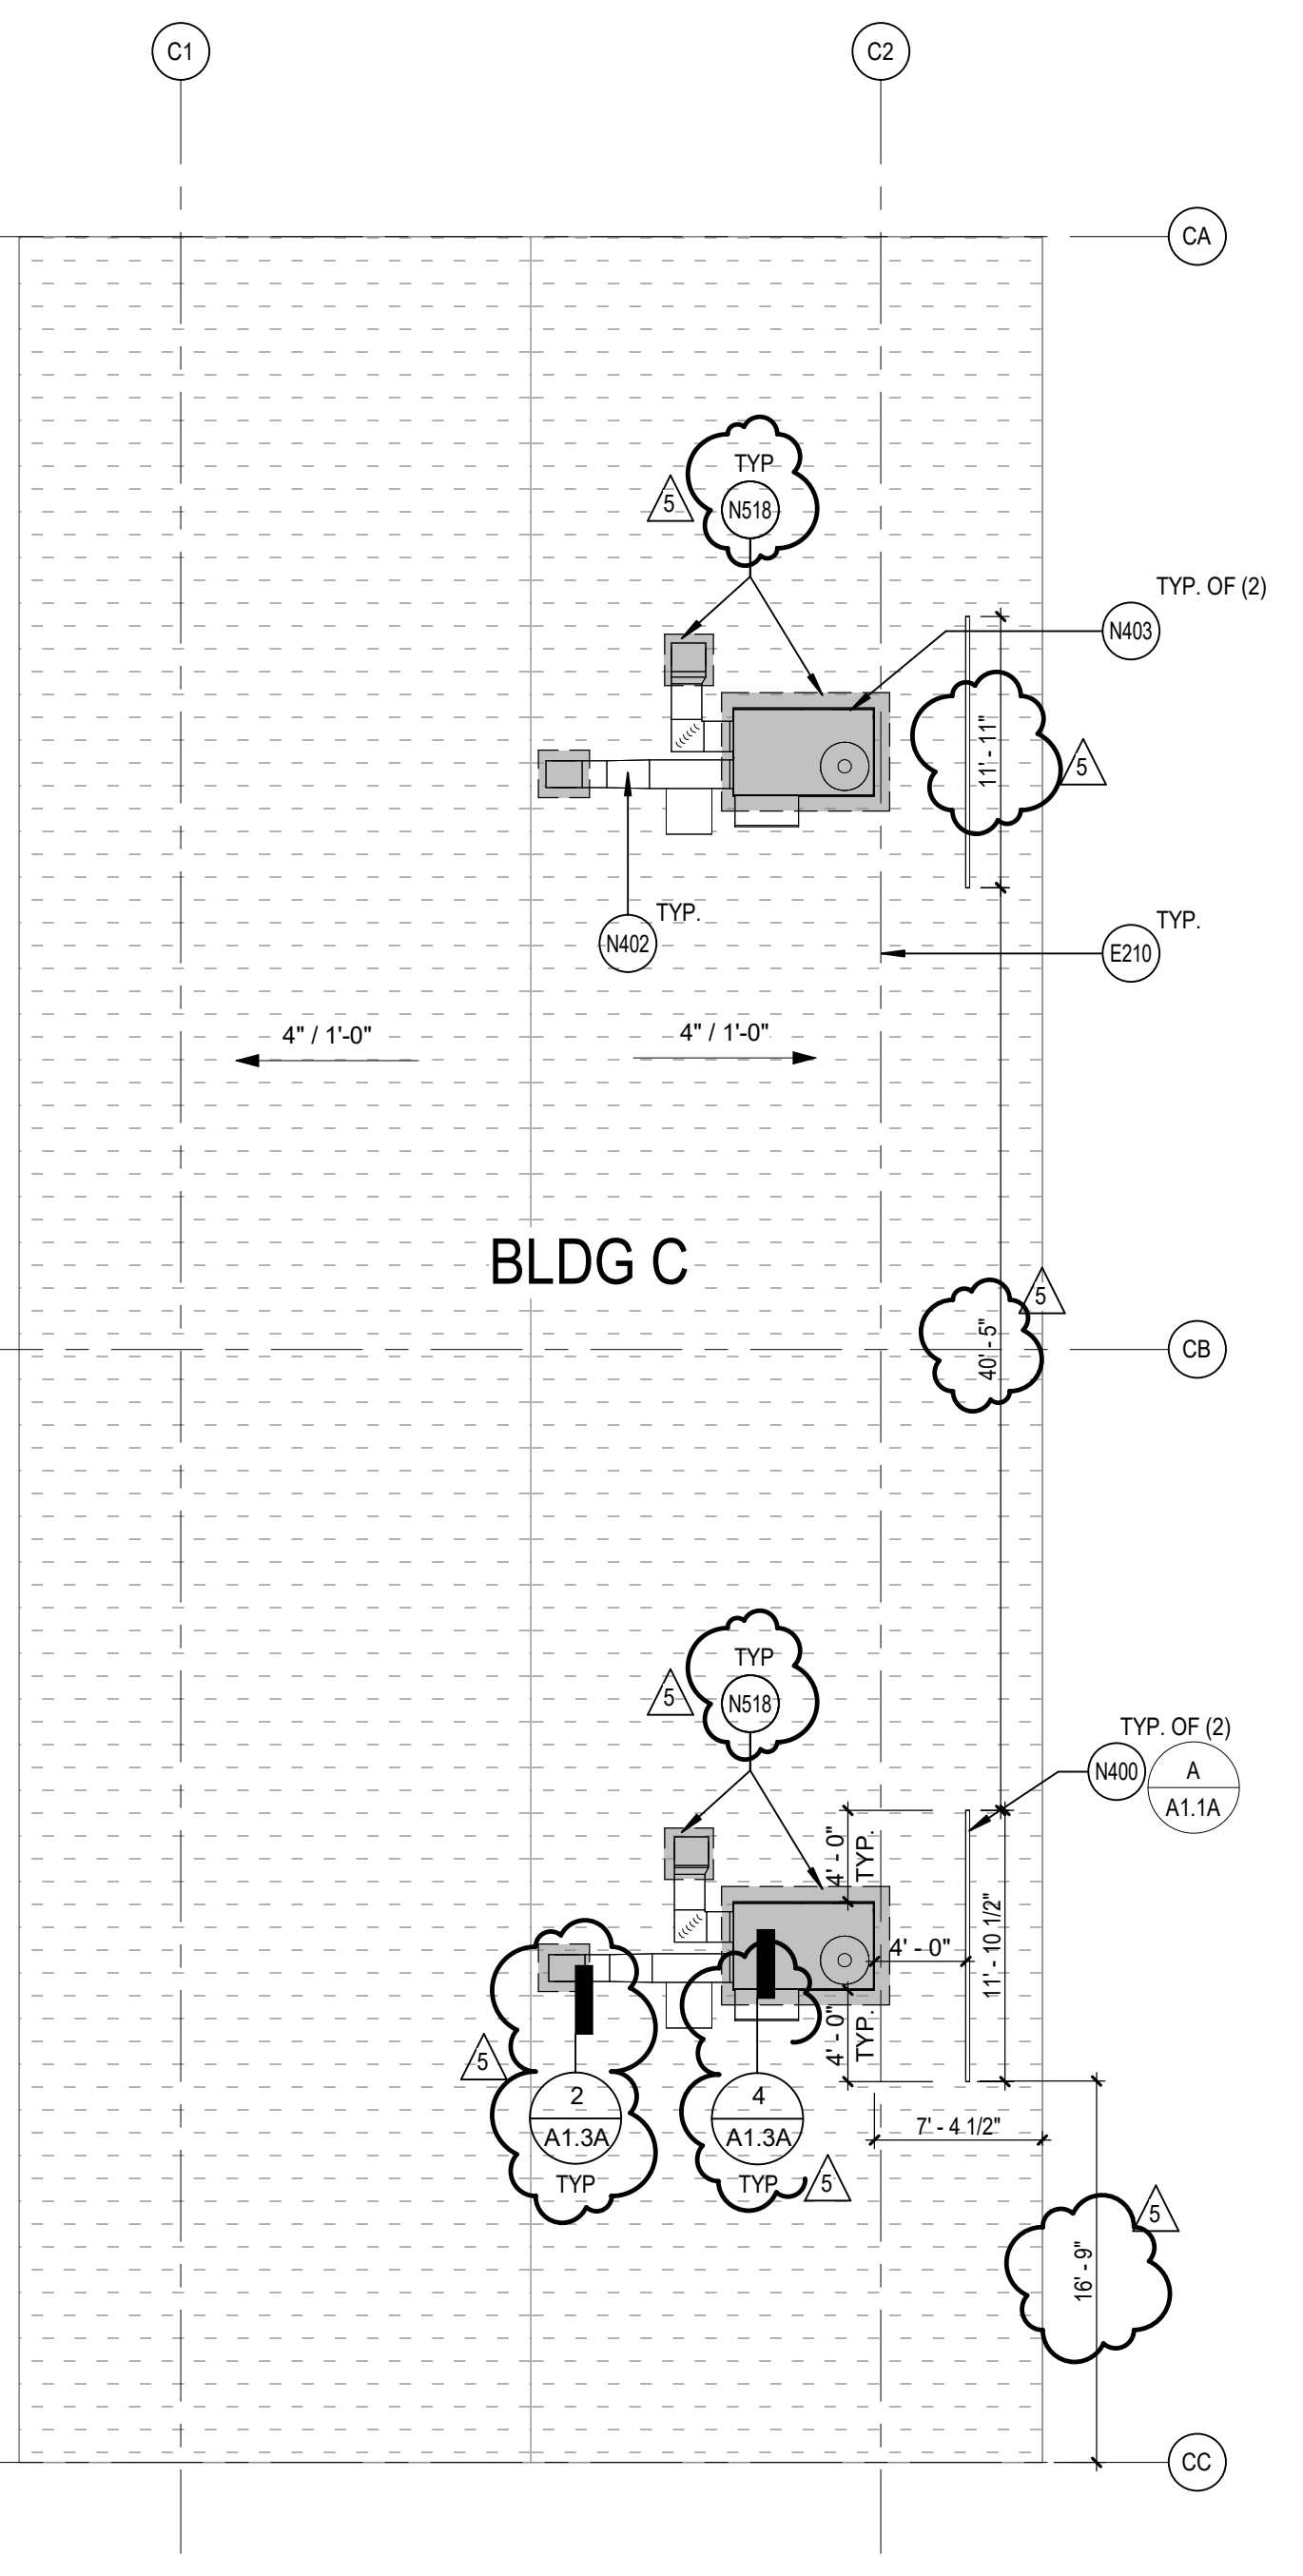 C1
C2
CA
TYP
N518
5
TYP. OF (2)
N403
11' - 11"
5
TYP.
N402
TYP.
E210
4" / 1'-0"
4" / 1'-0"
BLDG C
5
40' - 5"
CB
TYP
N518
5
TYP. OF (2)
N400
A
A1.1A
4' - 0"
TYP.
4' - 0"
11' - 10 1/2"
4' - 0"
TYP.
5
2
A1.3A
TYP
4
A1.3A
TYP
5
7' - 4 1/2"
5
16' - 9"
CC